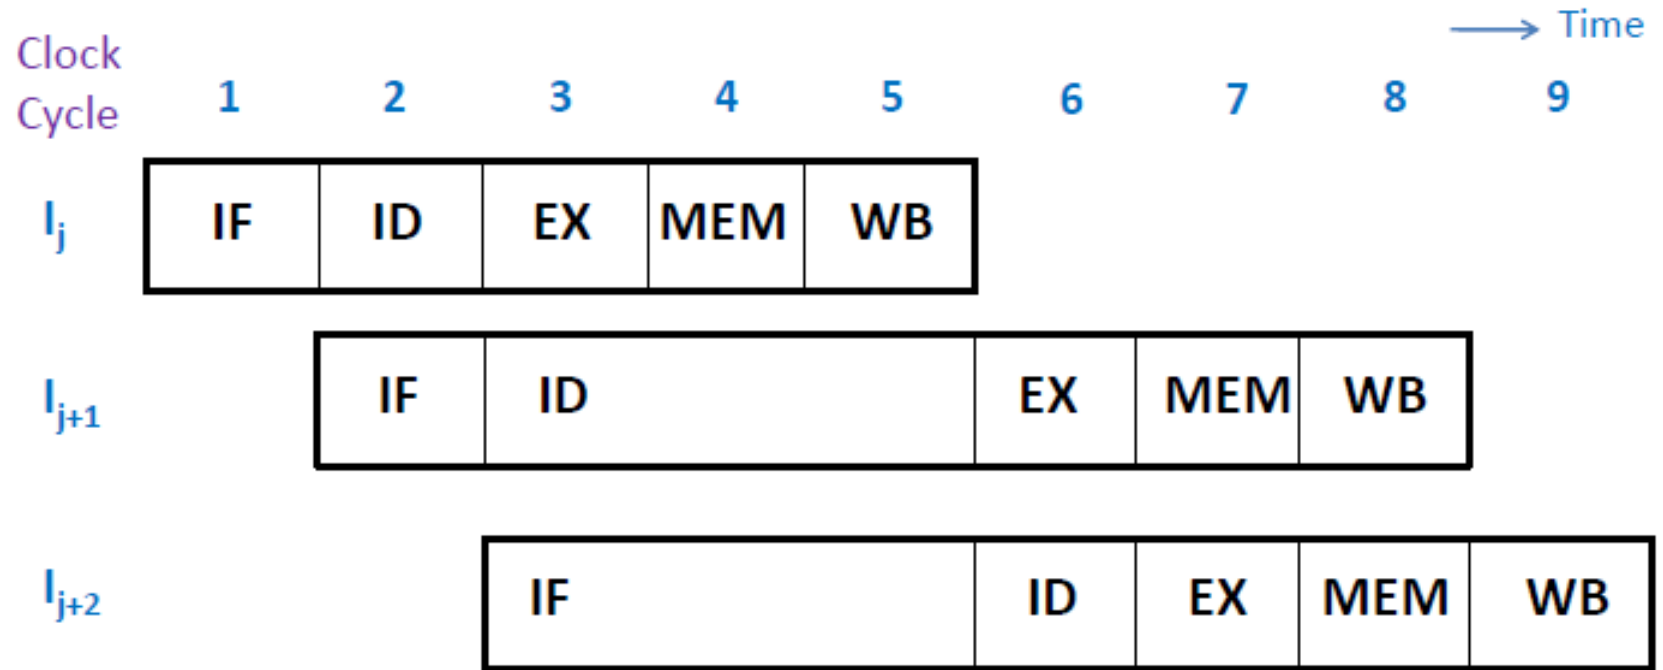 Time
Clock
Cycle 1 2 3 4 5 6 7 8 9
Ij IF ID EX MEM WB
Ij+1 IF ID EX MEM WB
Ij+2 IF ID EX MEM WB